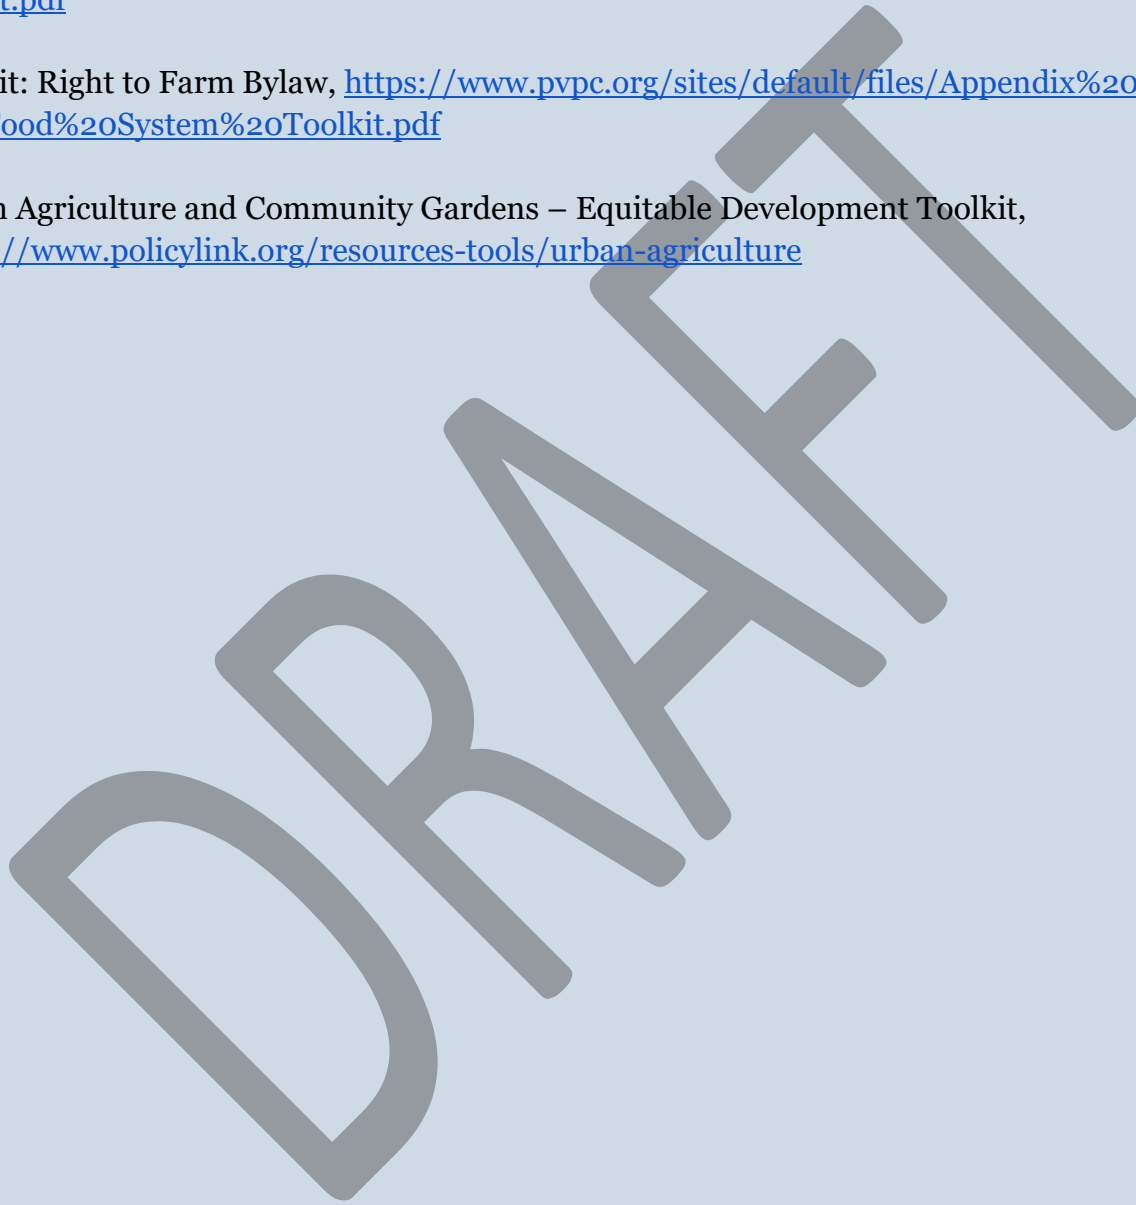 t.pdf
it: Right to Farm Bylaw, https://www.pvpc.org/sites/default/files/Appendix%20
ood%20System%20Toolkit.pdf
n Agriculture and Community Gardens – Equitable Development Toolkit,
://www.policylink.org/resources-tools/urban-agriculture
DRAFT